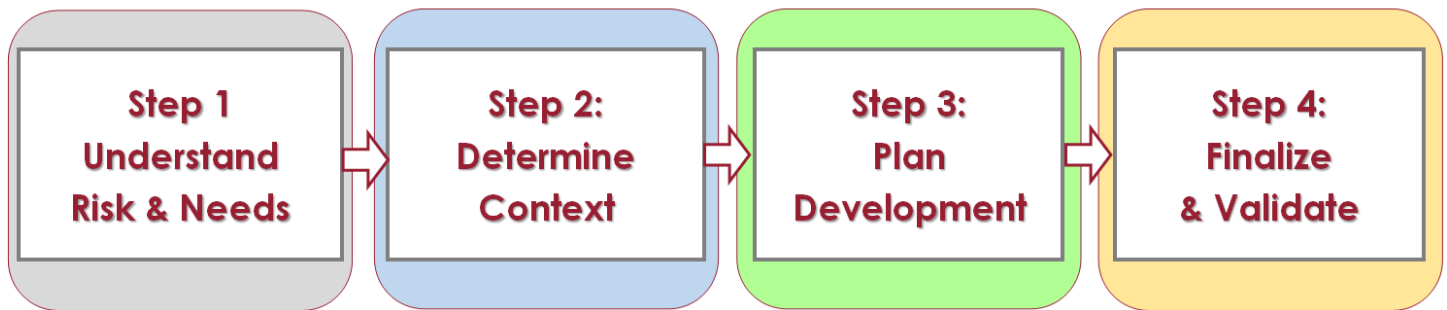 Step 1
Understand
Risk & Needs
Step 2:
Determine
Context
Step 3:
Plan
Development
Step 4:
Finalize
& Validate